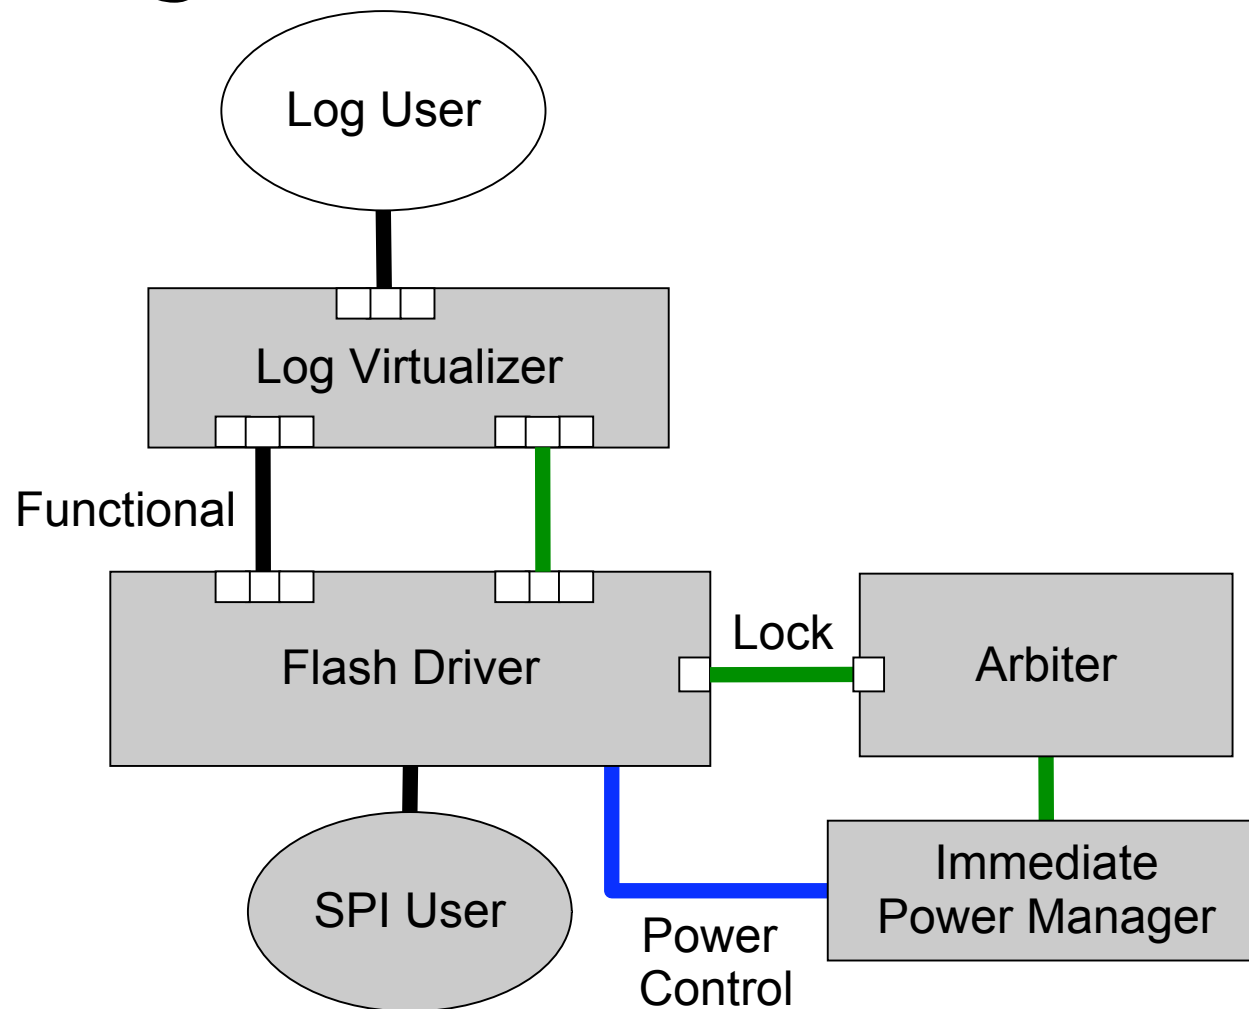 Log User
Log Virtualizer
Functional
Lock
Flash Driver
Arbiter
Immediate
Power Manager
SPI User
Power
Control